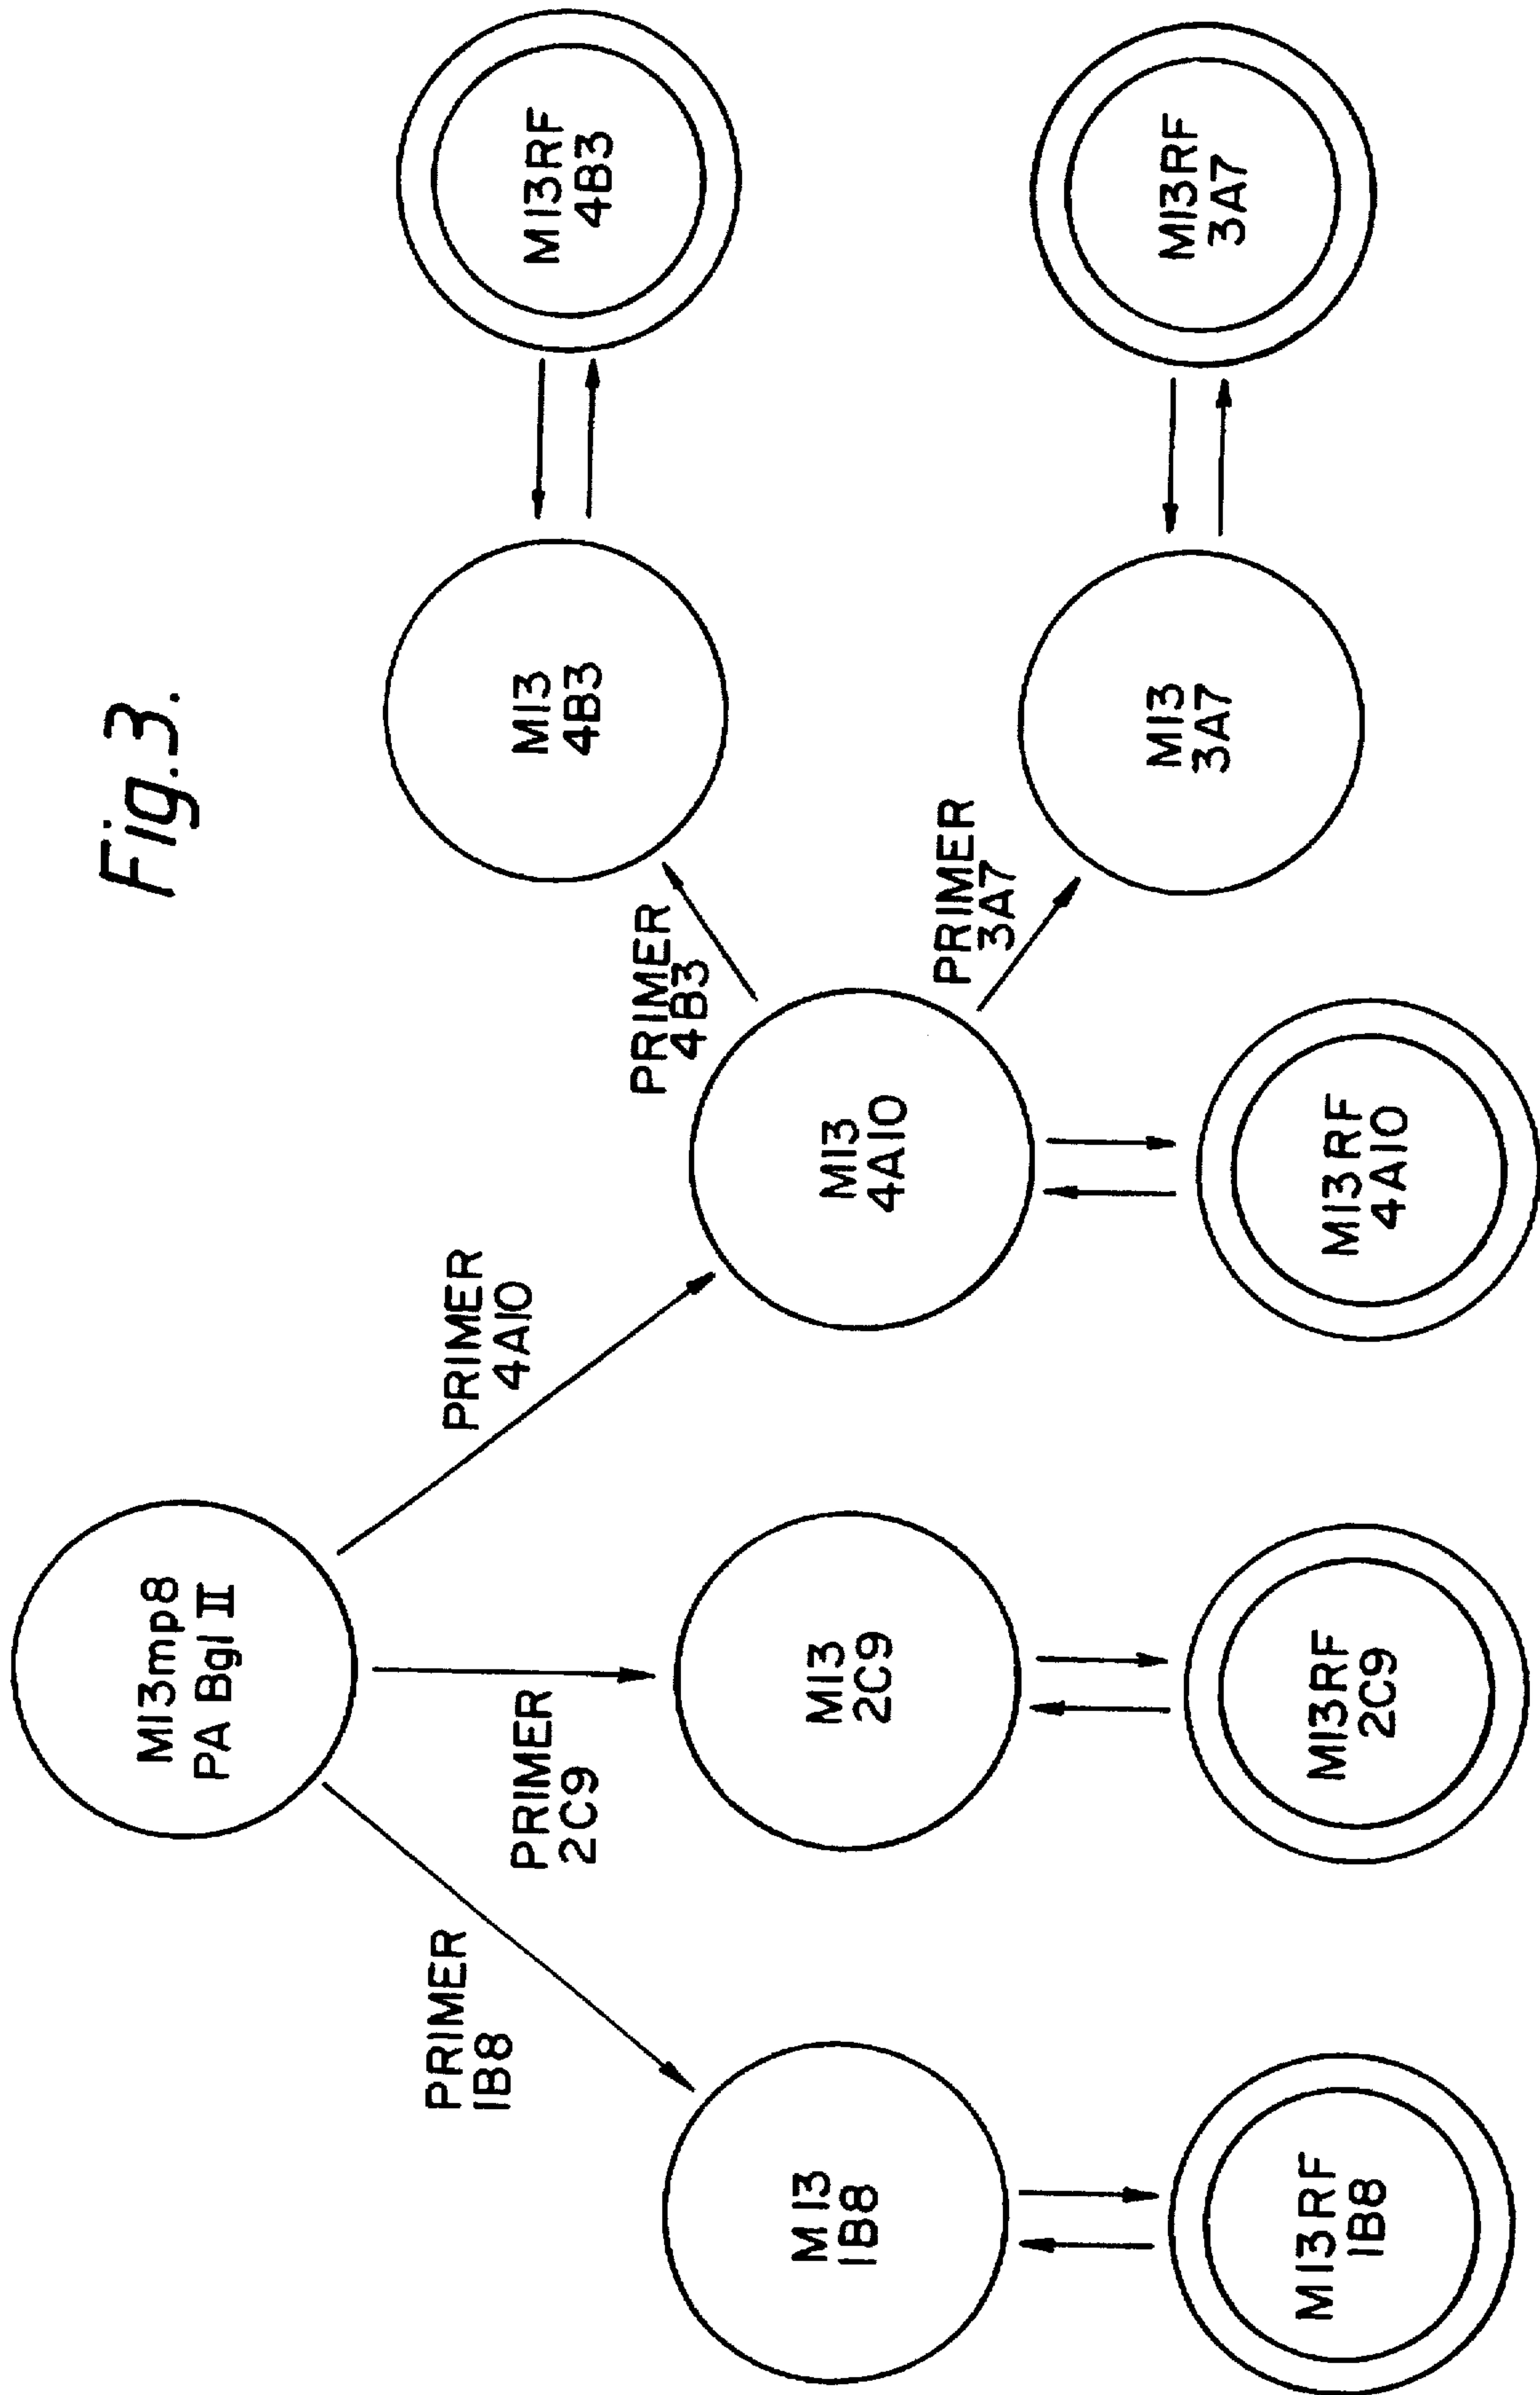 Fig.3.
M13mp8
PA Bgl II
PRIMER
1B8
PRIMER
2C9
PRIMER
4A10
M13
1B8
M13
2C9
M13
4A10
PRIMER
4B3
PRIMER
3A7
M13
4B3
M13RF
4B3
M13
3A7
M13RF
3A7
M13RF
1B8
M13RF
2C9
M13RF
4A10